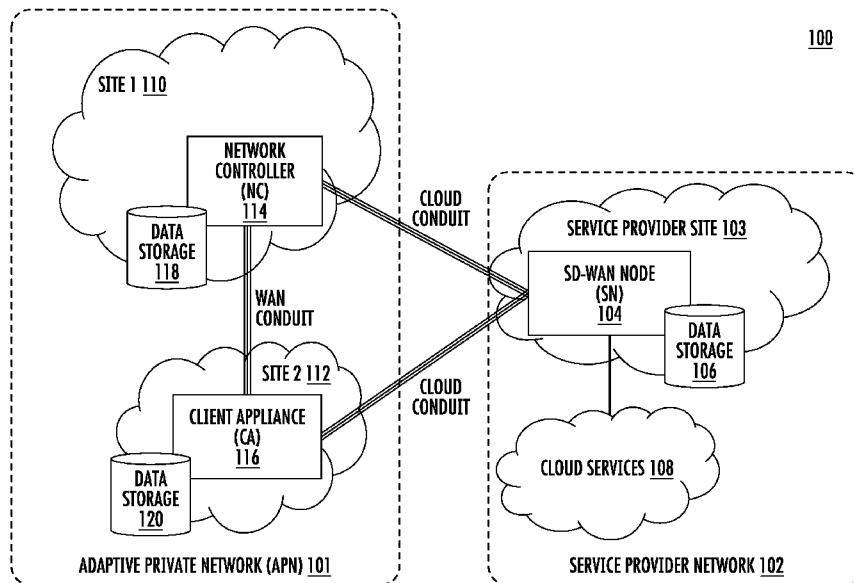 100
SITE 1 110
NETWORK
CONTROLLER
(NC)
114
DATA
STORAGE
118
WAN
CONDUIT
SITE 2 112
CLIENT APPLIANCE
(CA)
116
DATA
STORAGE
120
ADAPTIVE PRIVATE NETWORK (APN) 101
CLOUD
CONDUIT
CLOUD
CONDUIT
SERVICE PROVIDER SITE 103
SD-WAN NODE
(SN)
104
DATA
STORAGE
106
CLOUD SERVICES 108
SERVICE PROVIDER NETWORK 102